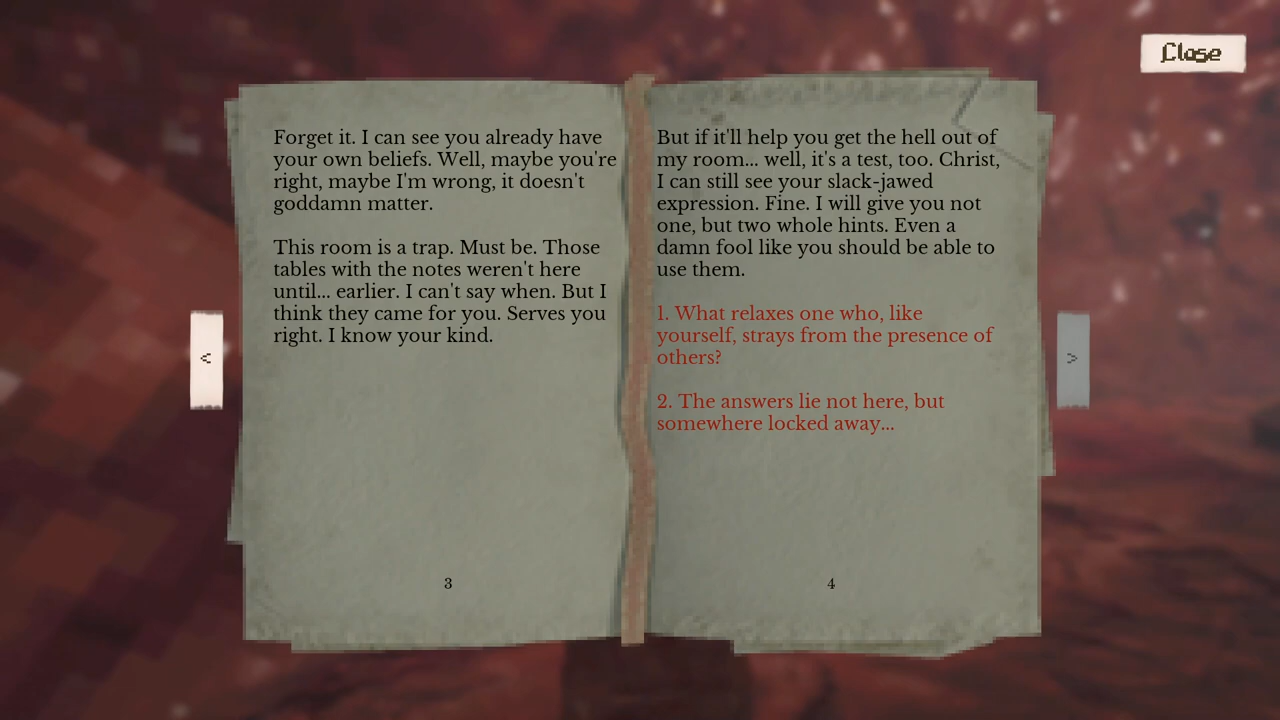 Close
Forget it. I can see you already have
your own beliefs. Well, maybe you're
right, maybe I'm wrong, it doesn't
goddamn matter.
This room is a trap. Must be. Those
tables with the notes weren't here
until... earlier. I can't say when. But I
think they came for you. Serves you
right. I know your kind.
3
But if it'll help you get the hell out of
my room... well, it's a test, too. Christ,
I can still see your slack-jawed
expression. Fine. I will give you not
one, but two whole hints. Even a
damn fool like you should be able to
use them.
1. What relaxes one who, like
yourself, strays from the presence of
others?
2. The answers lie not here, but
somewhere locked away...
4
<
>